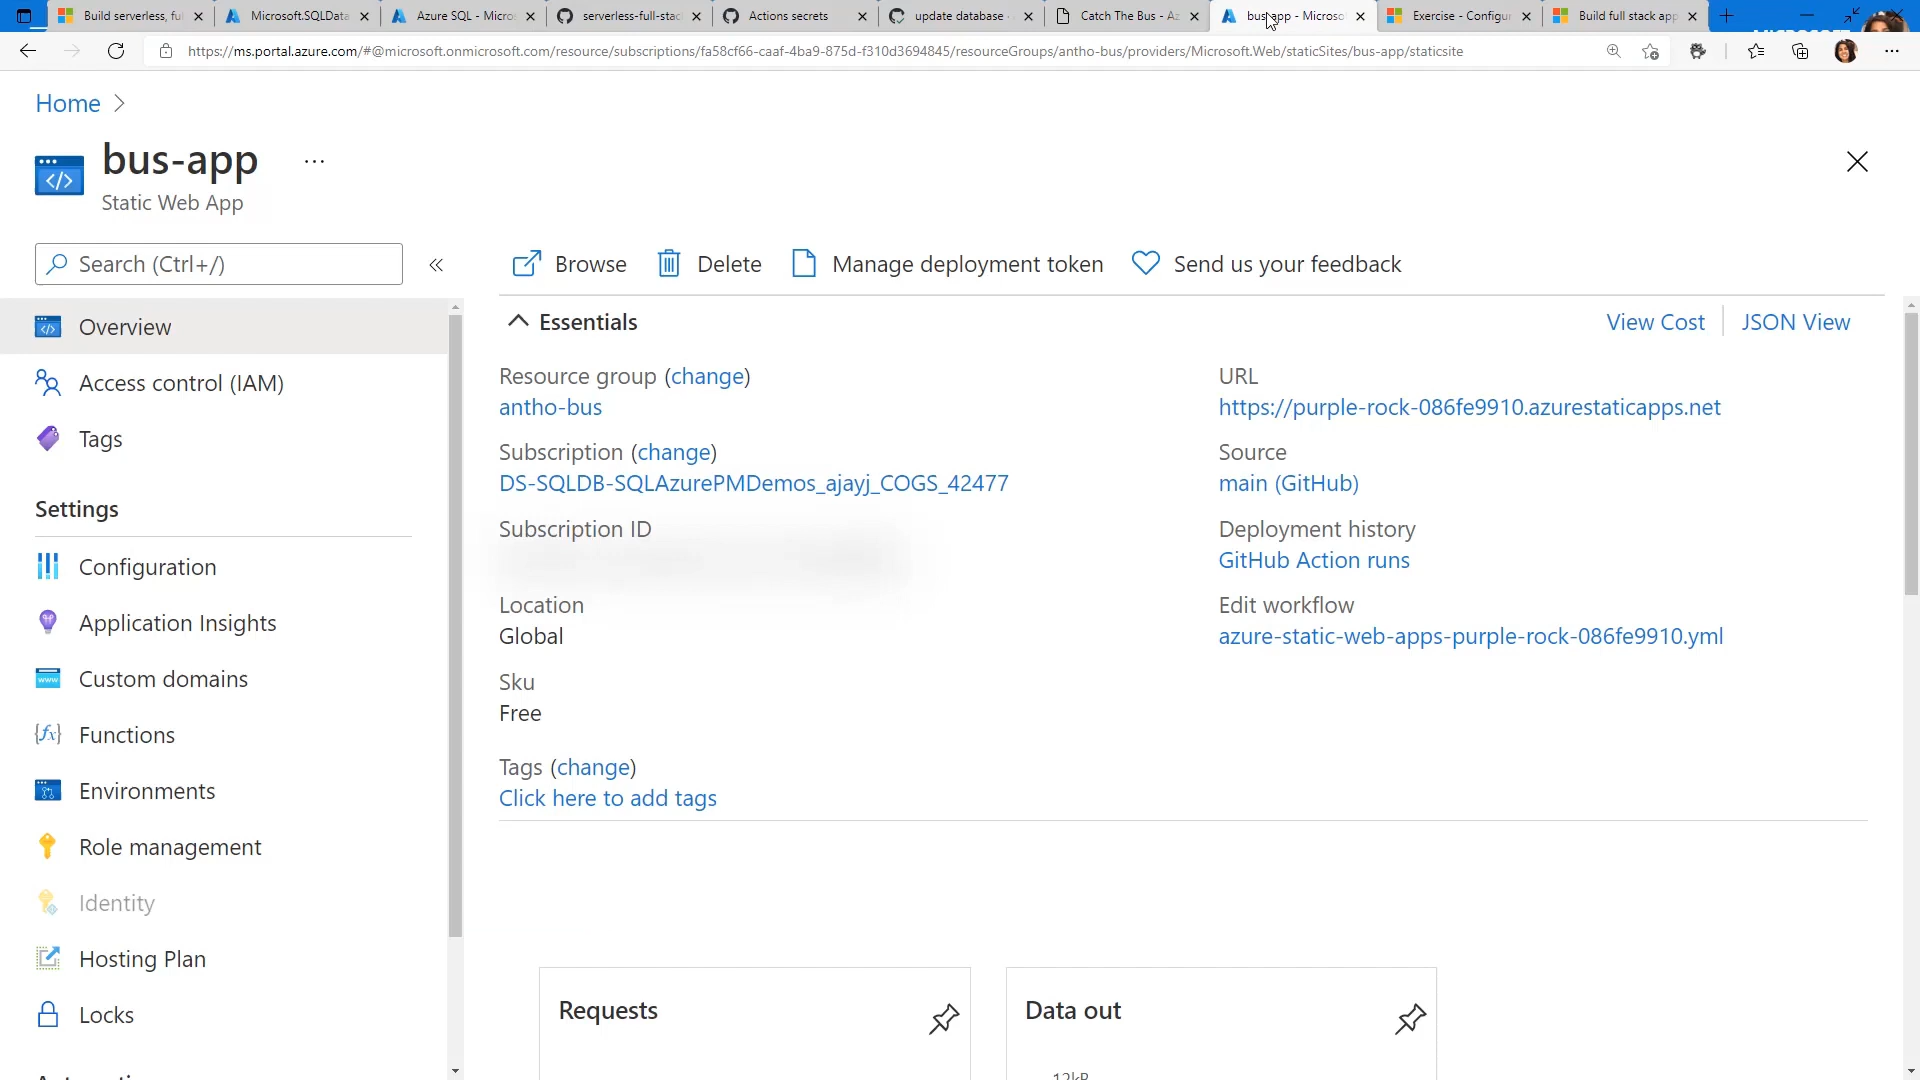 Build serverless, fu
Microsoft.SQLData
Azure SQL - Micros
serverless-full-stac
Actions secrets
update database
Catch The Bus - Az
bus-app - Microso
Exercise - Configur
Build full stack app
https://ms.portal.azure.com/#@microsoft.onmicrosoft.com/resource/subscriptions/fa58cf66-caaf-4ba9-875d-f310d3694845/resourceGroups/antho-bus/providers/Microsoft.Web/staticSites/bus-app/staticsite
Home
bus-app
...
Static Web App
Search (Ctrl+/)
Browse
Delete
Manage deployment token
Send us your feedback
Overview
Access control (IAM)
Tags
Settings
Configuration
Application Insights
Custom domains
Functions
Environments
Role management
Identity
Hosting Plan
Locks
Essentials
View Cost
JSON View
Resource group (change)
antho-bus
Subscription (change)
DS-SQLDB-SQLAzurePMDemos_ajayj_COGS_42477
Subscription ID
Location
Global
Sku
Free
Tags (change)
Click here to add tags
URL
https://purple-rock-086fe9910.azurestaticapps.net
Source
main (GitHub)
Deployment history
GitHub Action runs
Edit workflow
azure-static-web-apps-purple-rock-086fe9910.yml
Requests
Data out
12kB